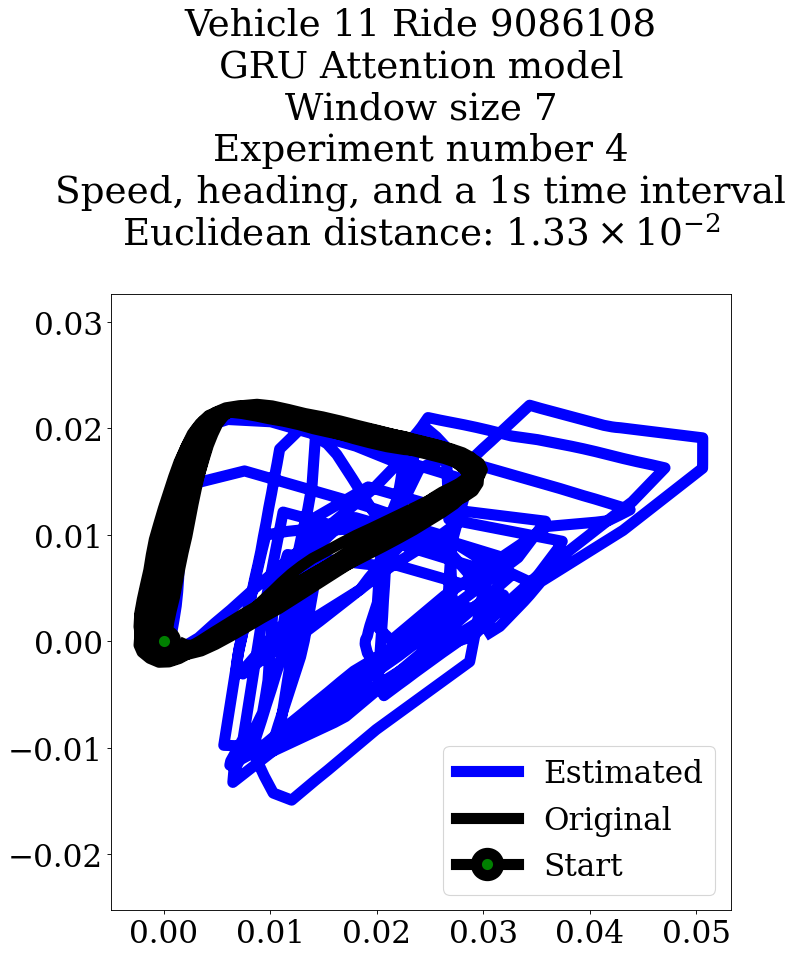 Vehicle 11 Ride 9086108
GRU Attention model
Window size 7
Experiment number 4
Speed, heading, and a 1s time interval
Euclidean distance: 1.33 × 10⁻²
0.03
0.02
0.01
0.00
−0.01
−0.02
Estimated
Original
Start
0.00 0.01 0.02 0.03 0.04 0.05